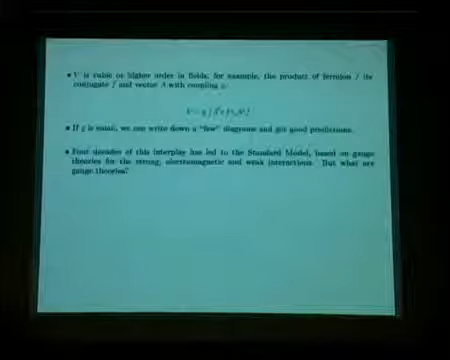 • V is cubic or higher order in fields, for example, the product of fermion f its
conjugate f̄ and vector A with coupling g:
• If g is small, we can write down a "few" diagrams and get good predictions.
• Four decades of this interplay has led to the Standard Model, based on gauge
theories for the strong, electromagnetic and weak interactions. But what are
gauge theories?